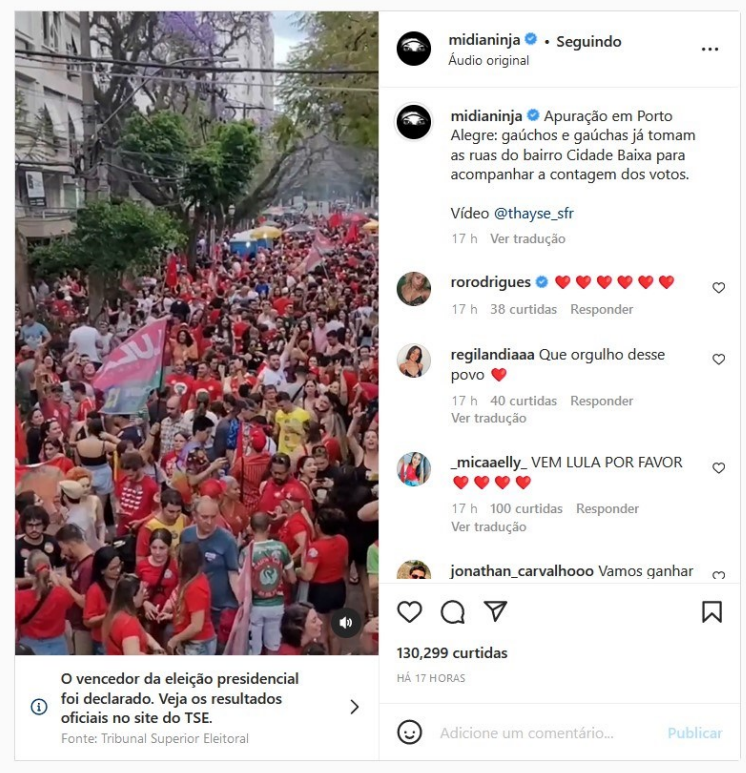 midianinja • Seguindo
Áudio original
midianinja Apuração em Porto
Alegre: gaúchos e gaúchas já tomam
as ruas do bairro Cidade Baixa para
acompanhar a contagem dos votos.
Vídeo @thayse_sfr
17 h Ver tradução
rorodrigues ❤️❤️❤️❤️❤️❤️
17 h 38 curtidas Responder
regilandiaaa Que orgulho desse
povo ❤️
17 h 40 curtidas Responder
Ver tradução
_micaaelly_ VEM LULA POR FAVOR
❤️❤️❤️❤️
17 h 100 curtidas Responder
Ver tradução
jonathan_carvalhooo Vamos ganhar
130,299 curtidas
HÁ 17 HORAS
Adicione um comentário... Publicar
O vencedor da eleição presidencial
foi declarado. Veja os resultados
oficiais no site do TSE.
Fonte: Tribunal Superior Eleitoral